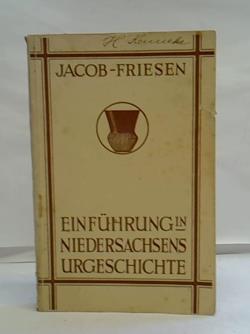 JACOB-FRIESEN
EINFÜHRUNG IN
NIEDERSACHSENS
URGESCHICHTE